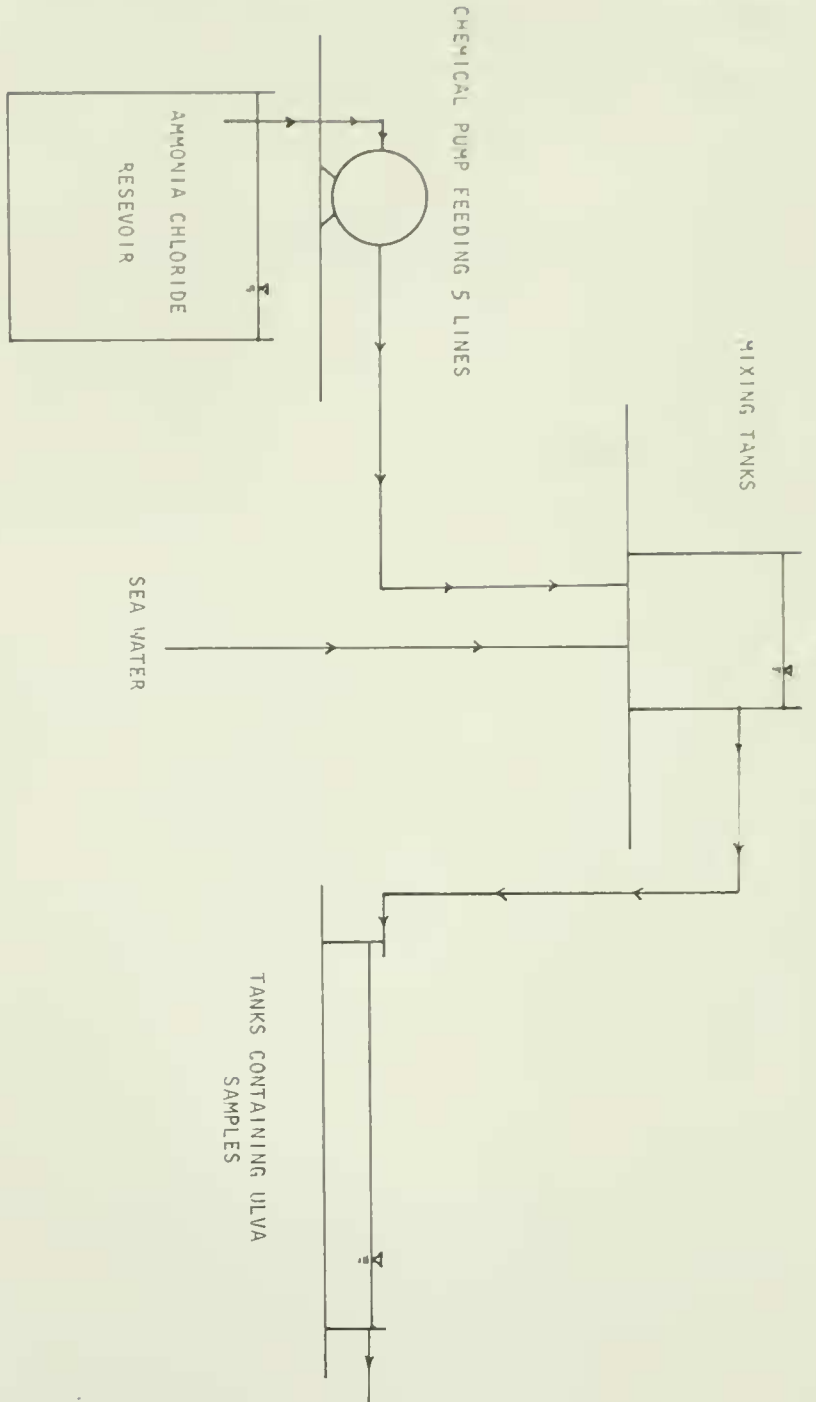 CHEMICAL PUMP FEEDING 5 LINES
AMMONIA CHLORIDE
RESEVOIR
MIXING TANKS
SEA WATER
TANKS CONTAINING ULVA
SAMPLES